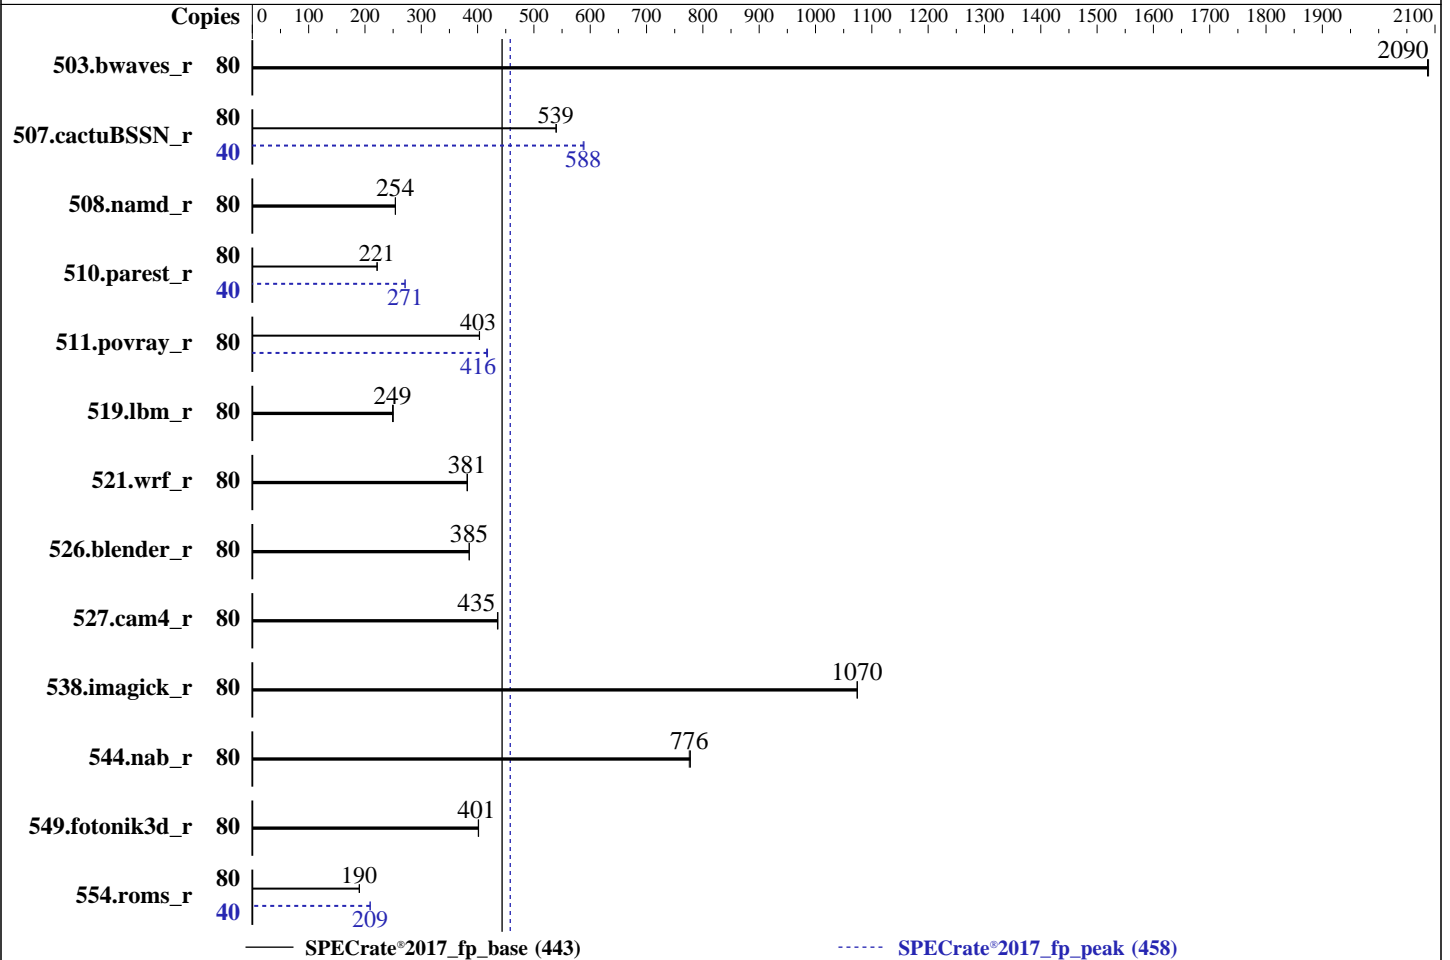 Copies 0 100 200 300 400 500 600 700 800 900 1000 1100 1200 1300 1400 1500 1600 1700 1800 1900 2100
503.bwaves_r 80 2090
507.cactuBSSN_r 80 539
40 588
508.namd_r 80 254
510.parest_r 80 221
40 271
511.povray_r 80 403
416
519.lbm_r 80 249
521.wrf_r 80 381
526.blender_r 80 385
527.cam4_r 80 435
538.imagick_r 80 1070
544.nab_r 80 776
549.fotonik3d_r 80 401
554.roms_r 80 190
40 209
SPECrate®2017_fp_base (443) SPECrate®2017_fp_peak (458)